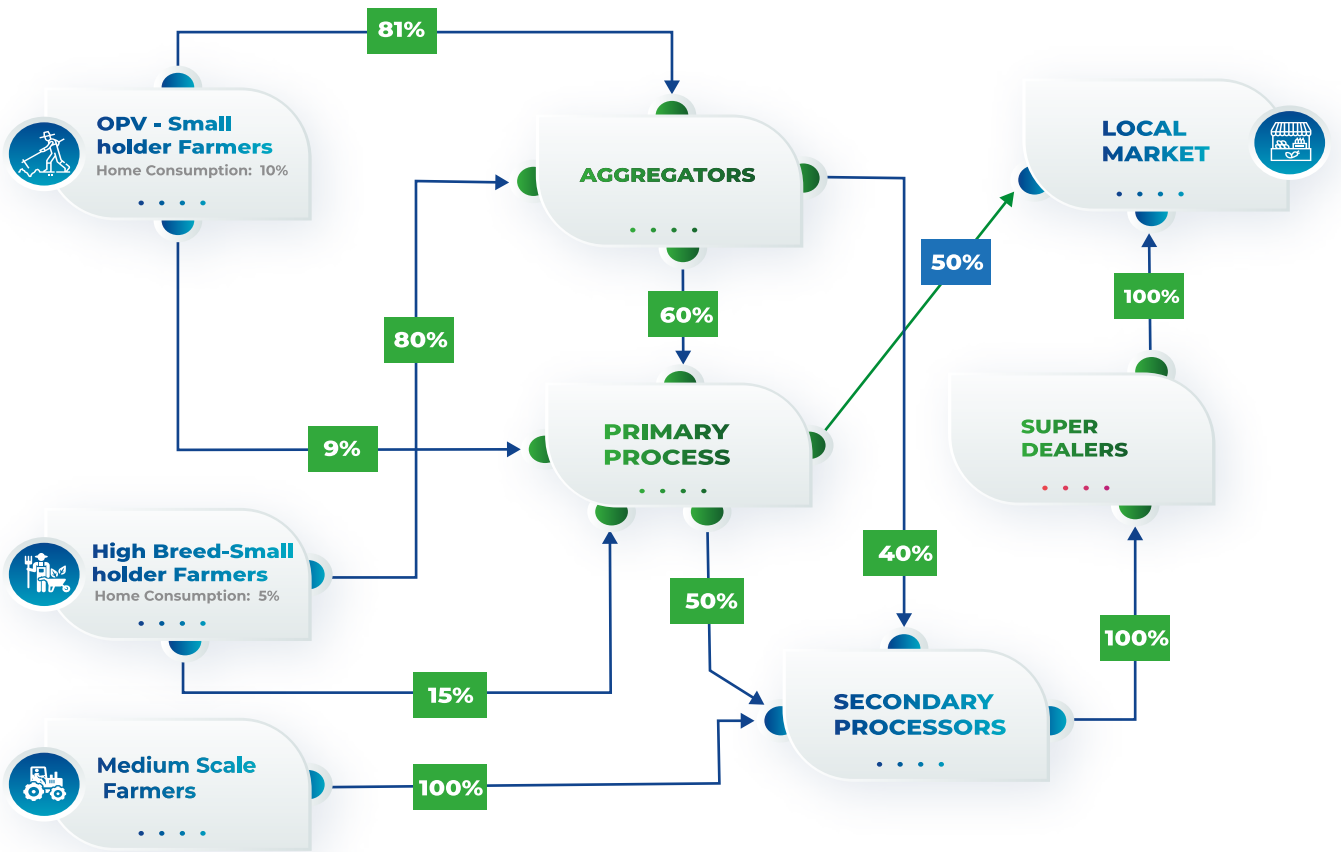 81%
OPV - Small
holder Farmers
Home Consumption: 10%
AGGREGATORS
LOCAL
MARKET
50%
100%
60%
80%
PRIMARY
PROCESS
SUPER
DEALERS
9%
High Breed-Small
holder Farmers
Home Consumption: 5%
40%
50%
100%
15%
SECONDARY
PROCESSORS
Medium Scale
Farmers
100%